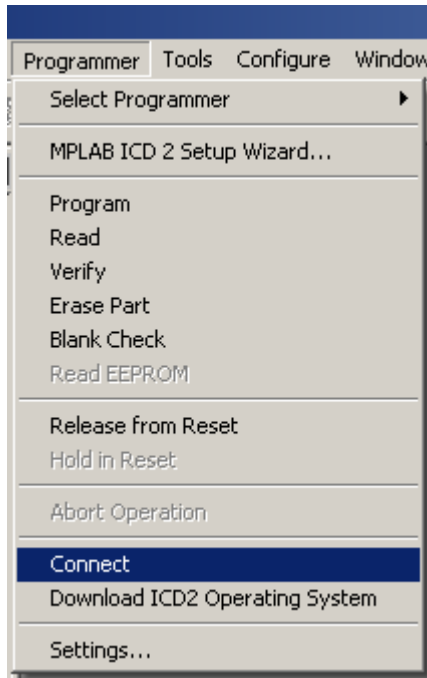 Programmer Tools Configure Window
Select Programmer
MPLAB ICD 2 Setup Wizard...
Program
Read
Verify
Erase Part
Blank Check
Read EEPROM
Release from Reset
Hold in Reset
Abort Operation
Connect
Download ICD2 Operating System
Settings...